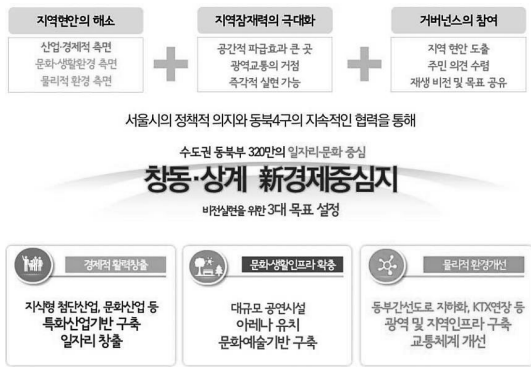 지역현안의 해소
산업·경제적 측면
문화·생활환경 측면
물리적 환경 측면
지역잠재력의 극대화
공간적 파급효과 큰 곳
광역교통의 거점
즉각적 실현 가능
거버넌스의 참여
지역 현안 도출
주민 의견 수렴
재생 비전 및 목표 공유
서울시의 정책적 의지와 동북4구의 지속적인 협력을 통해
수도권 동북부 320만의 일자리·문화 중심
창동·상계 新경제중심지
비전실현을 위한 3대 목표 설정
경제적 활력창출
지식형 첨단산업, 문화산업 등
특화산업기반 구축
일자리 창출
문화·생활인프라 확충
대규모 공연시설
아레나 유치
문화예술기반 구축
물리적 환경개선
동부간선도로 지하화, KTX연장 등
광역 및 지역인프라 구축
교통체계 개선